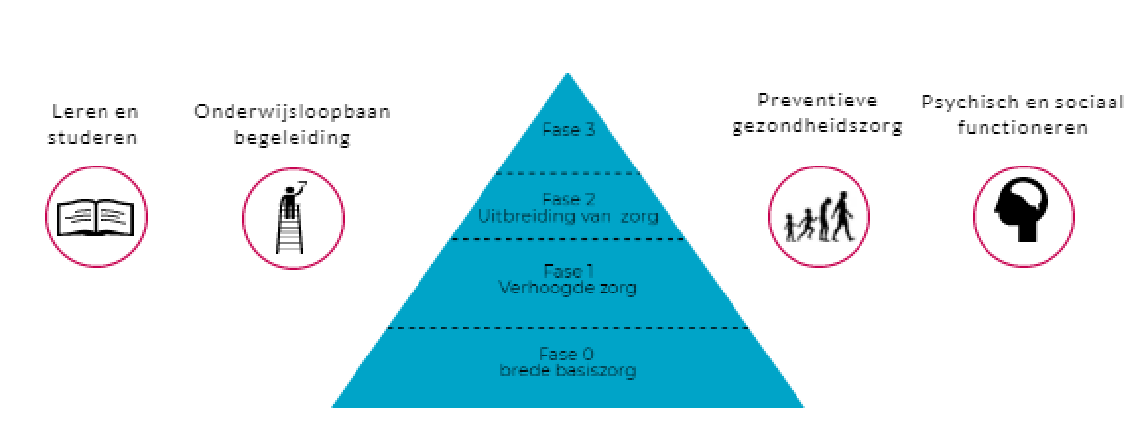 Leren en
studeren
Onderwijsloopbaan
begeleiding
Fase 3
Fase 2
Uitbreiding van zorg
Fase 1
Verhoogde zorg
Fase 0
brede basiszorg
Preventieve
gezondheidszorg
Psychisch en sociaal
functioneren